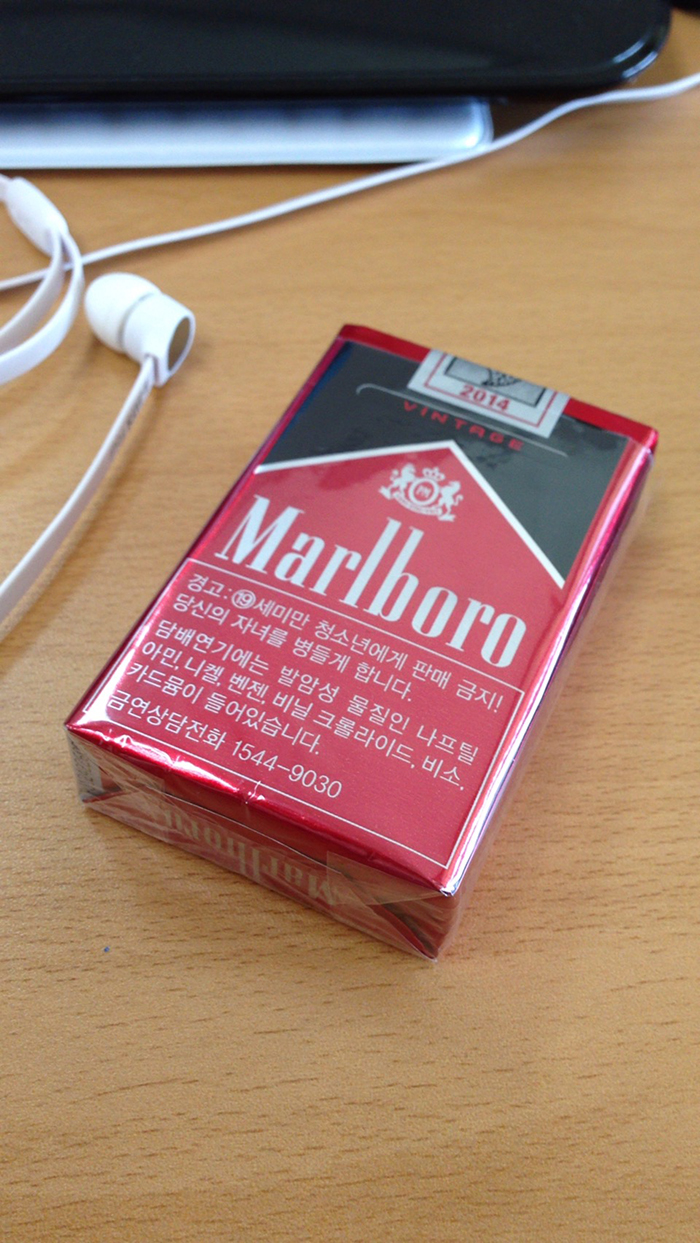 2014
VINTAGE
PM
Marlboro
경고: ⑲세미만 청소년에게 판매 금지!
당신의 자녀를 병들게 합니다.
담배연기에는 발암성 물질인 나프틸
아민, 니켈, 벤젠, 비닐 크롤라이드, 비소,
카드뮴이 들어있습니다.
금연상담전화 1544-9030
Marlboro